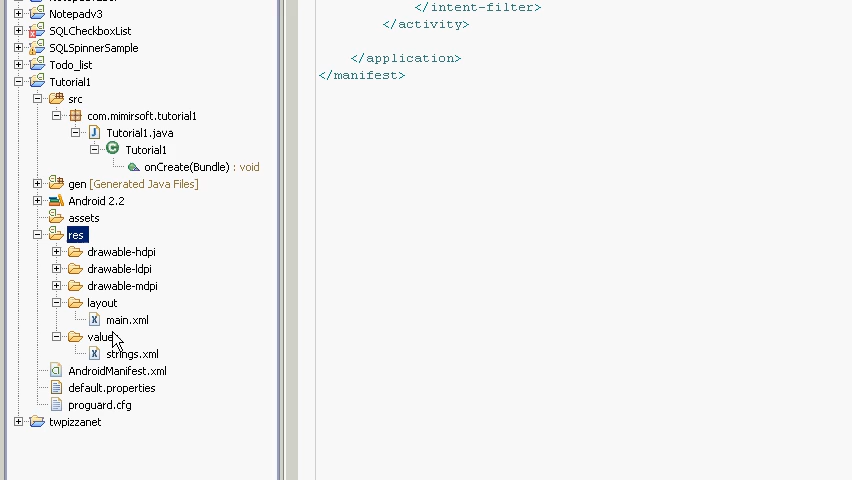 Notepadv3
SQLCheckboxList
SQLSpinnerSample
Todo_list
Tutorial1
src
com.mimirsoft.tutorial1
Tutorial1.java
Tutorial1
onCreate(Bundle) : void
gen [Generated Java Files]
Android 2.2
assets
res
drawable-hdpi
drawable-ldpi
drawable-mdpi
layout
main.xml
value
strings.xml
AndroidManifest.xml
default.properties
proguard.cfg
twpizzanet
</intent-filter>
</activity>
</application>
</manifest>